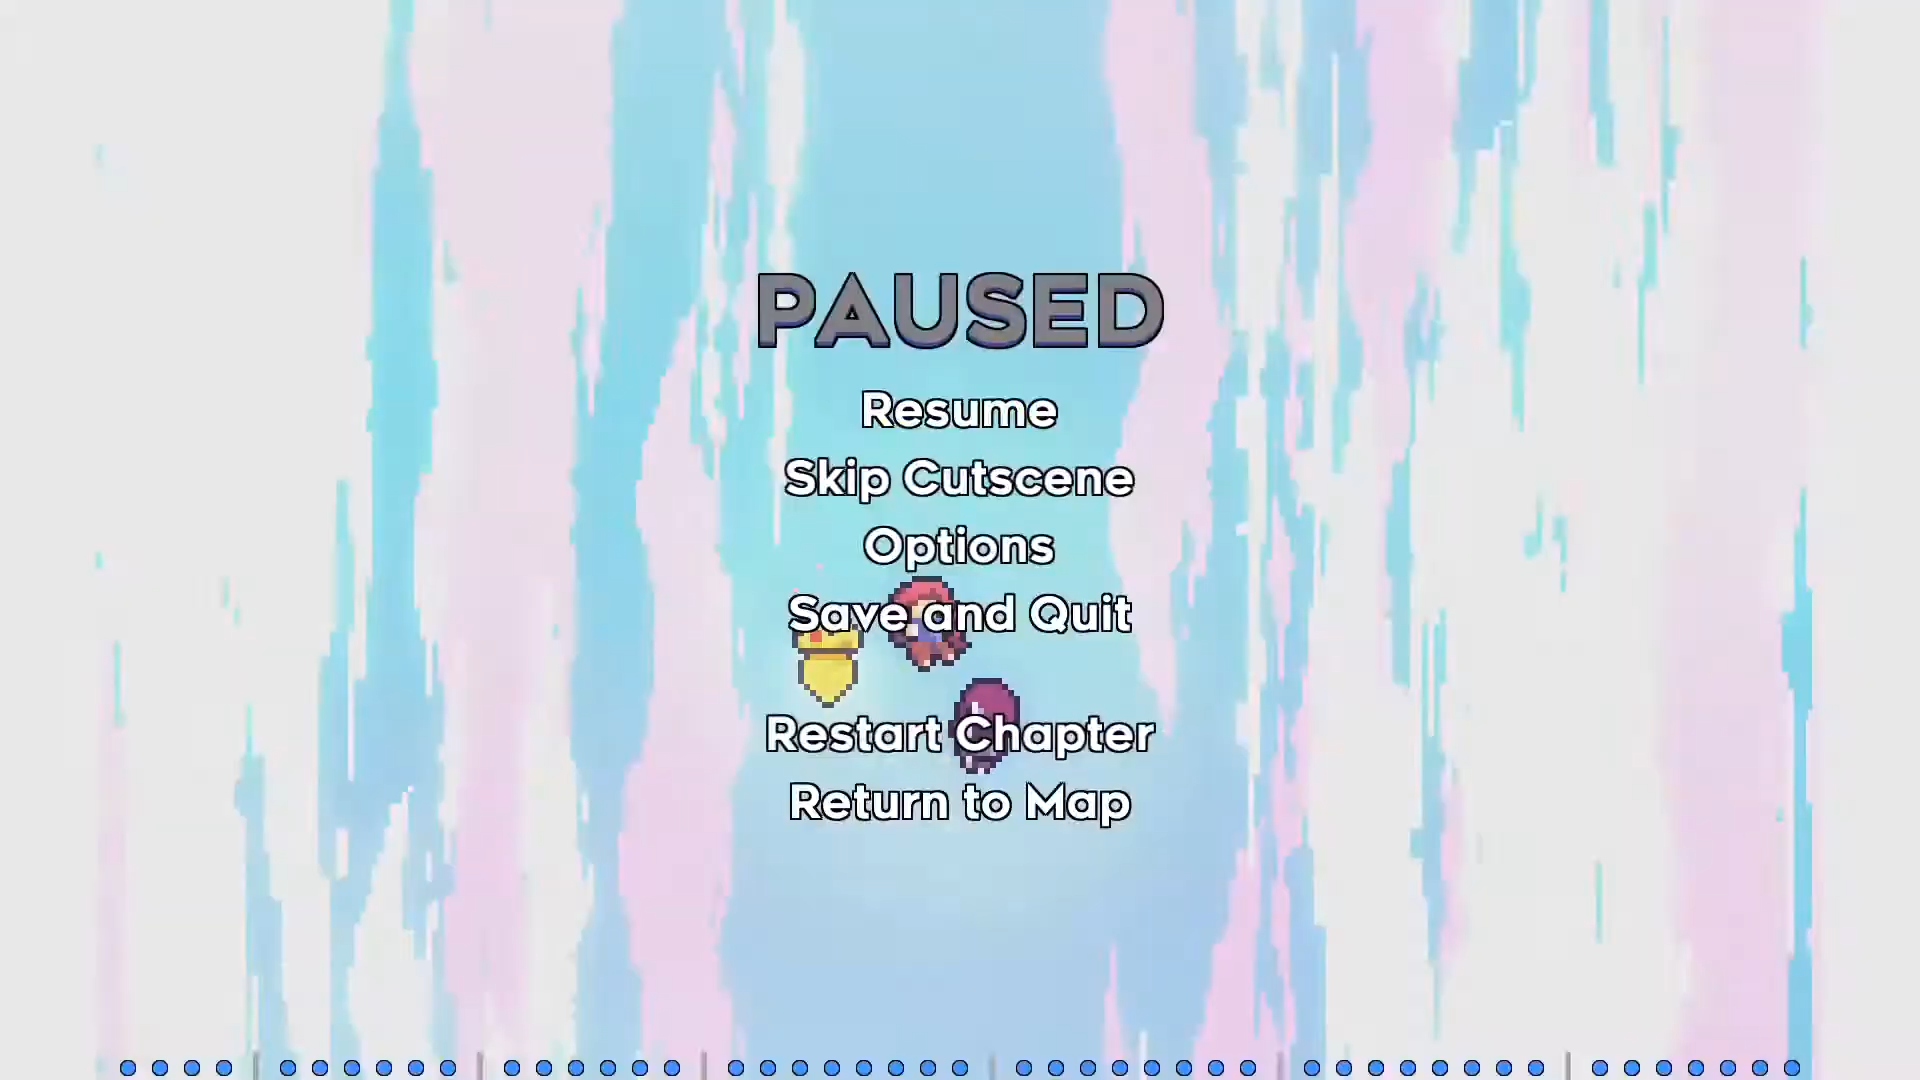 PAUSED
Resume
Skip Cutscene
Options
Save and Quit
Restart Chapter
Return to Map